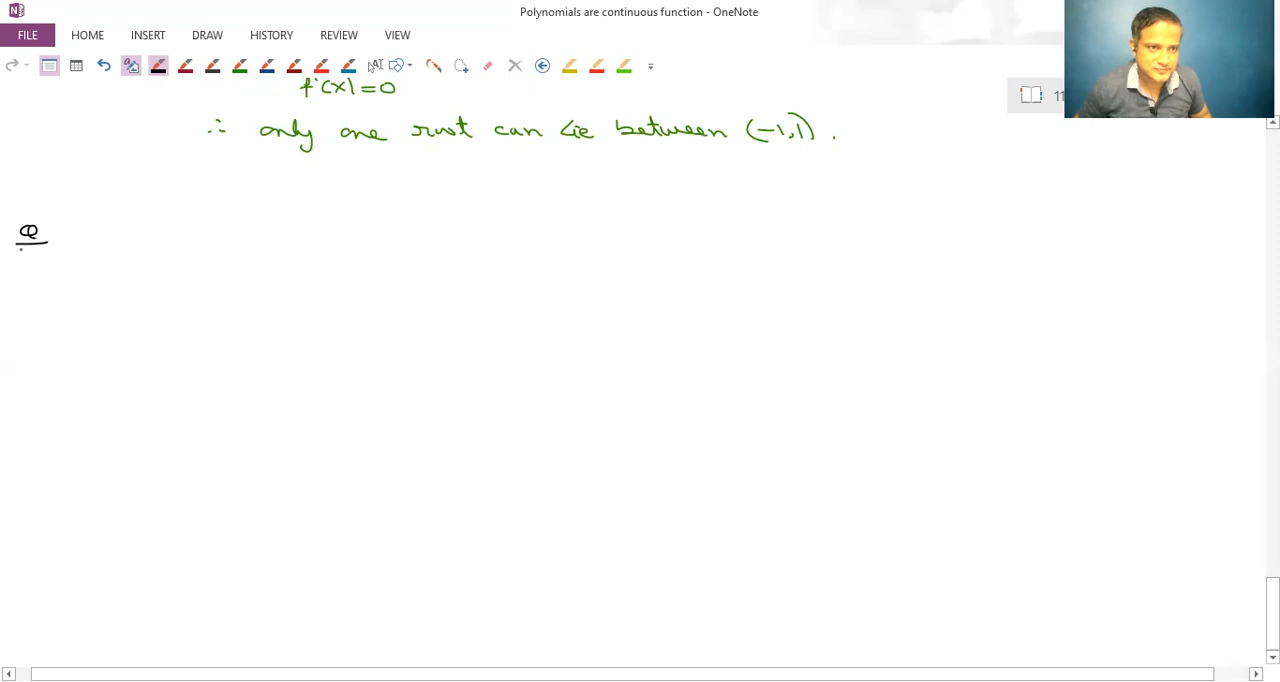 Polynomials are continuous function - OneNote
FILE HOME INSERT DRAW HISTORY REVIEW VIEW
f'(x) = 0
∴ only one root can lie between (-1,1).
11
Q